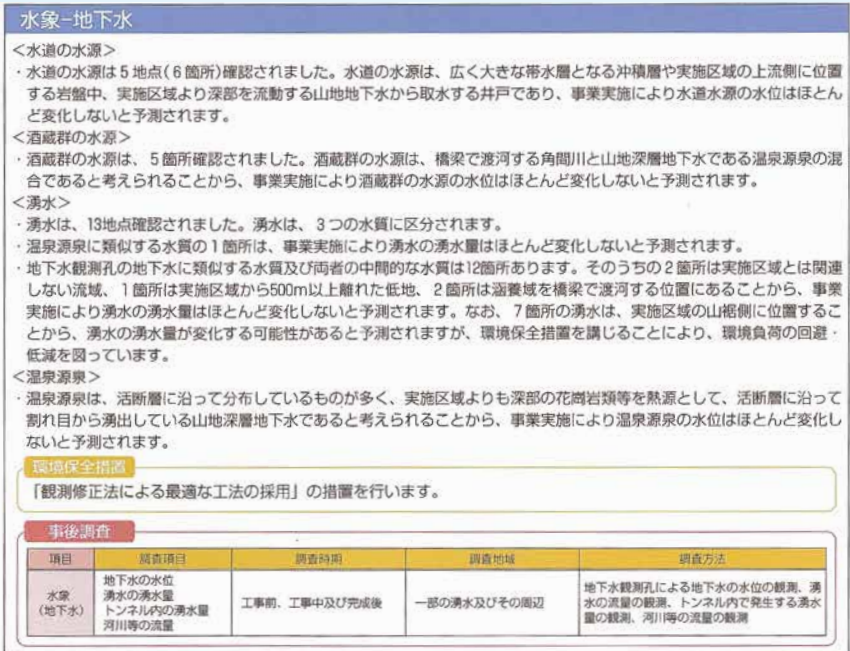 水象−地下水
＜水道の水源＞
・水道の水源は5地点(6箇所)確認されました。水道の水源は、広く大きな帯水層となる沖積層や実施区域の上流側に位置
する岩盤中、実施区域より深部を流動する山地地下水から取水する井戸であり、事業実施により水道水源の水位はほとん
ど変化しないと予測されます。
＜酒蔵群の水源＞
・酒蔵群の水源は、5箇所確認されました。酒蔵群の水源は、橋梁で渡河する角間川と山地深層地下水である温泉源泉の混
合であると考えられることから、事業実施により酒蔵群の水源の水位はほとんど変化しないと予測されます。
＜湧水＞
・湧水は、13地点確認されました。湧水は、3つの水質に区分されます。
・温泉源泉に類似する水質の1箇所は、事業実施により湧水の湧水量はほとんど変化しないと予測されます。
・地下水観測孔の地下水に類似する水質及び両者の中間的な水質は12箇所あります。そのうちの2箇所は実施区域とは関連
しない流域、1箇所は実施区域から500m以上離れた低地、2箇所は涵養域を橋梁で渡河する位置にあることから、事業
実施により湧水の湧水量はほとんど変化しないと予測されます。なお、7箇所の湧水は、実施区域の山裾側に位置するこ
とから、湧水の湧水量が変化する可能性があると予測されますが、環境保全措置を講じることにより、環境負荷の回避・
低減を図っています。
＜温泉源泉＞
・温泉源泉は、活断層に沿って分布しているものが多く、実施区域よりも深部の花崗岩類等を熱源として、活断層に沿って
割れ目から湧出している山地深層地下水であると考えられることから、事業実施により温泉源泉の水位はほとんど変化し
ないと予測されます。
環境保全措置
「観測修正法による最適な工法の採用」の措置を行います。
事後調査
項目 調査項目 調査時期 調査地域 調査方法
水象
（地下水）
地下水の水位
湧水の湧水量
トンネル内の湧水量
河川等の流量
工事前、工事中及び完成後
一部の湧水及びその周辺
地下水観測孔による地下水の水位の観測、湧
水の流量の観測、トンネル内で発生する湧水
量の観測、河川等の流量の観測